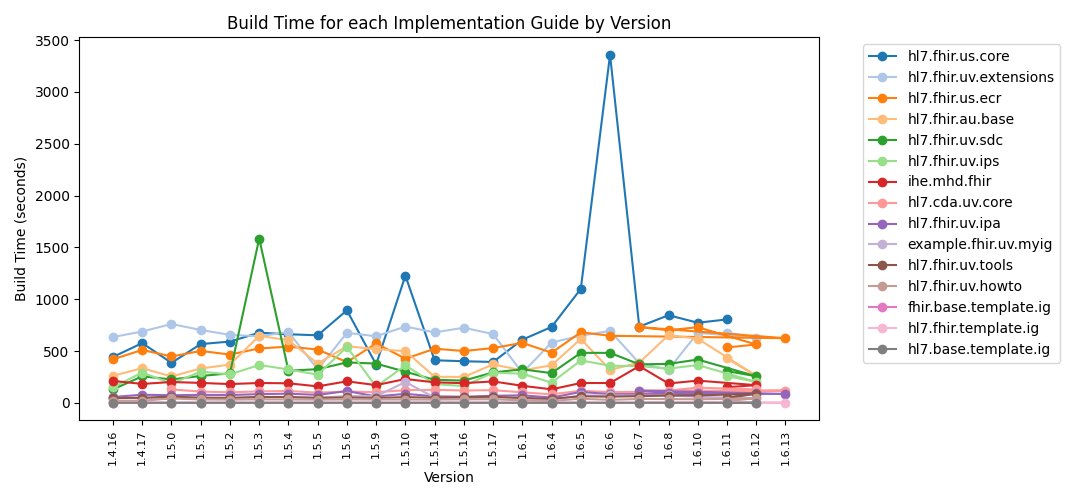 Build Time for each Implementation Guide by Version
Build Time (seconds)
3500
3000
2500
2000
1500
1000
500
0
1.4.16
1.4.17
1.5.0
1.5.1
1.5.2
1.5.3
1.5.4
1.5.5
1.5.6
1.5.9
1.5.10
1.5.14
1.5.16
1.5.17
1.6.1
1.6.4
1.6.5
1.6.6
1.6.7
1.6.8
1.6.10
1.6.11
1.6.12
1.6.13
Version
hl7.fhir.us.core
hl7.fhir.uv.extensions
hl7.fhir.us.ecr
hl7.fhir.au.base
hl7.fhir.uv.sdc
hl7.fhir.uv.ips
ihe.mhd.fhir
hl7.cda.uv.core
hl7.fhir.uv.ipa
example.fhir.uv.myig
hl7.fhir.uv.tools
hl7.fhir.uv.howto
fhir.base.template.ig
hl7.fhir.template.ig
hl7.base.template.ig